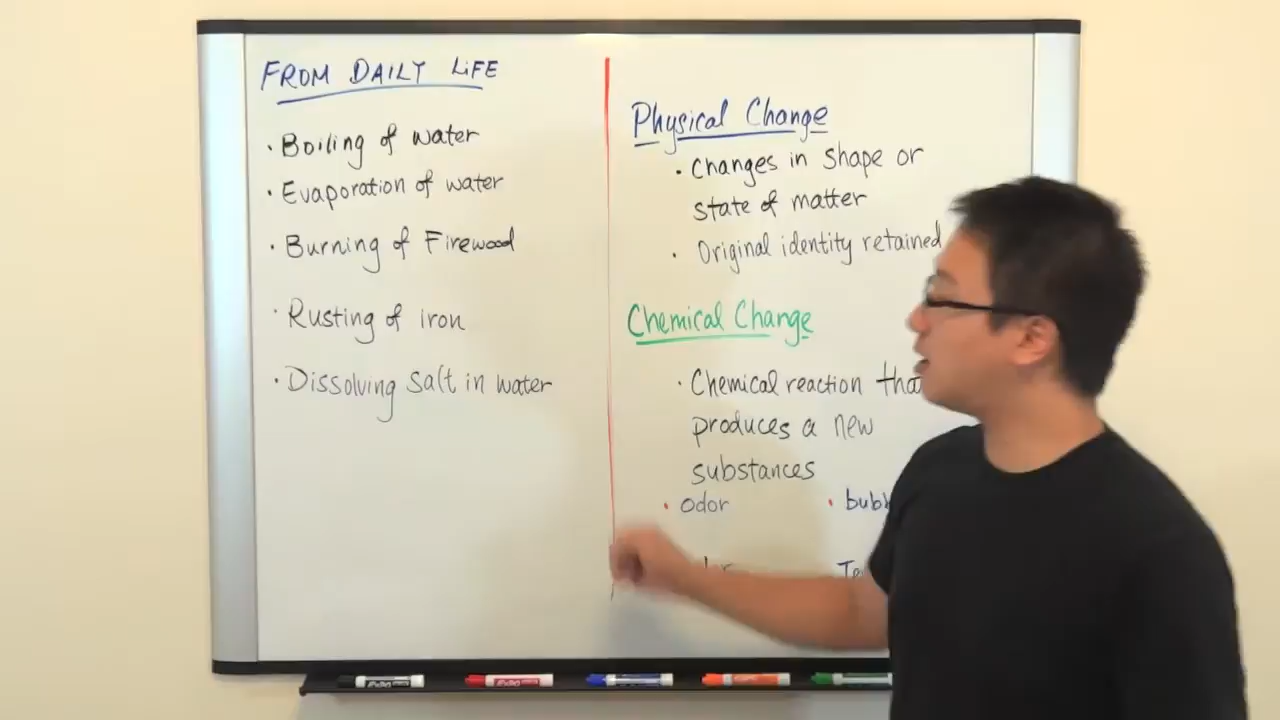 FROM DAILY LiFE
• Boiling of water
• Evaporation of water
• Burning of Firewood
• Rusting of iron
• Dissolving Salt in water
Physical Change
• Changes in shape or
state of matter
• Original identity retained
Chemical Change
• Chemical reaction
produces a new
substances
• odor
EXPO
EXPO